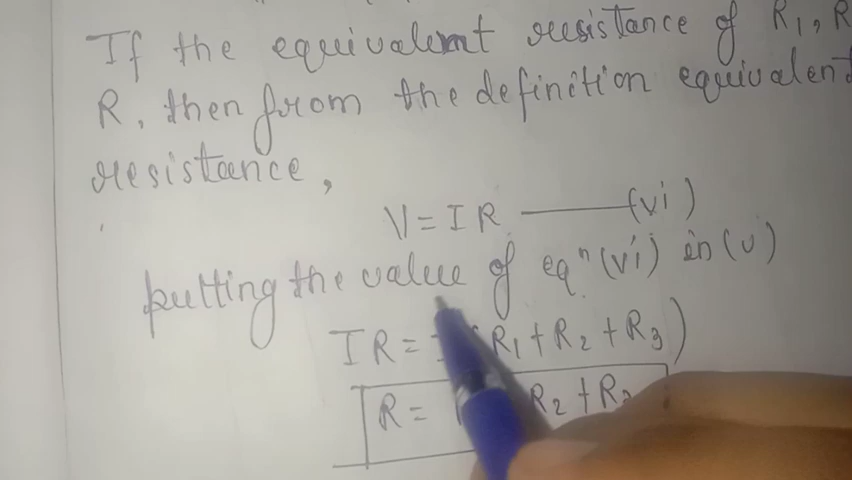 If the equivalent resistance of R1, R
R, then from the definition equivalent
resistance,
V = I R ——— (vi)
putting the value of eqn (vi) in (v)
I R = R1 + R2 + R3)
R = R2 + R3